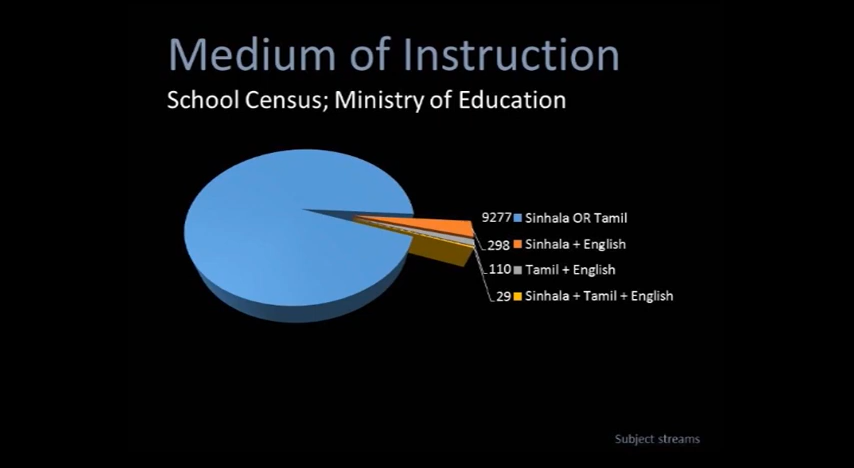 Medium of Instruction
School Census; Ministry of Education
9277 Sinhala OR Tamil
298 Sinhala + English
110 Tamil + English
29 Sinhala + Tamil + English
Subject streams